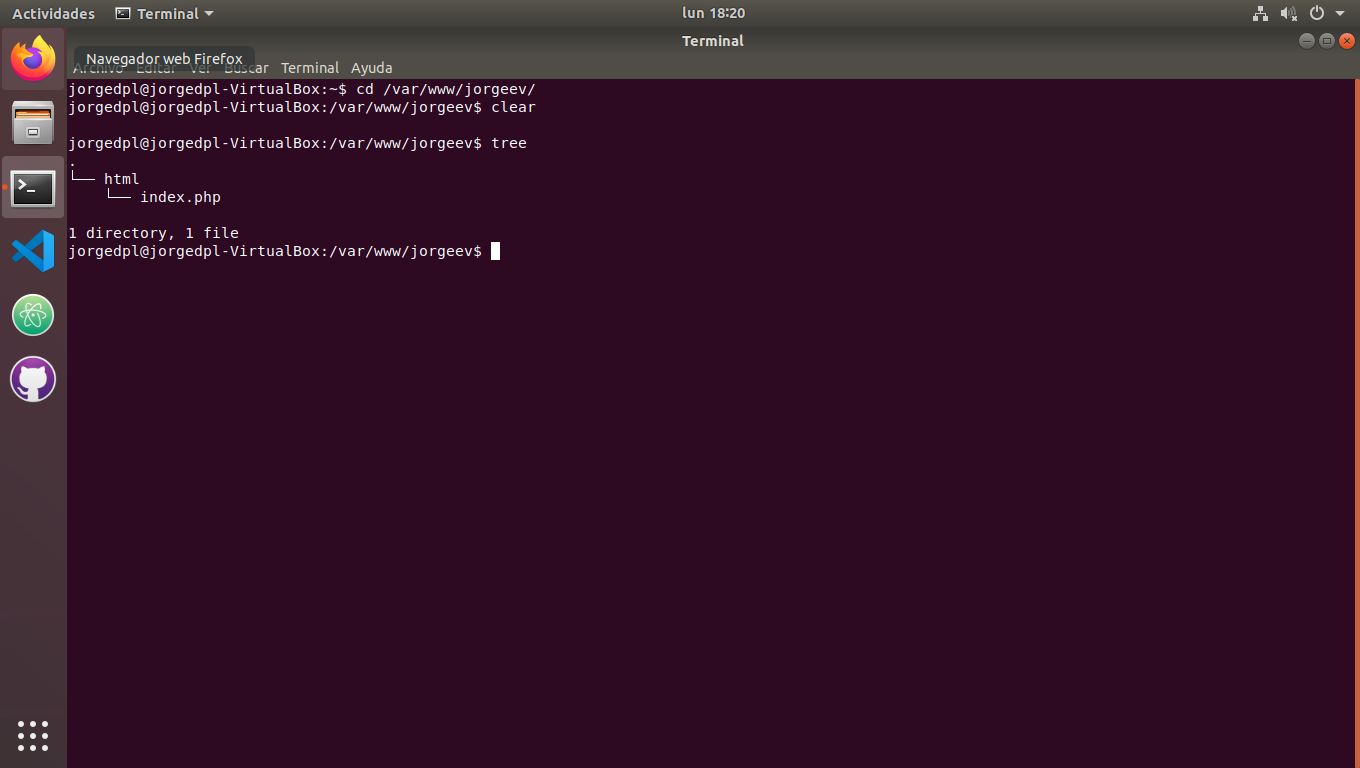 Actividades Terminal lun 18:20
Terminal
Navegador web Firefox
Archivo Editar Ver Buscar Terminal Ayuda
jorgedpl@jorgedpl-VirtualBox:~$ cd /var/www/jorgeev/
jorgedpl@jorgedpl-VirtualBox:/var/www/jorgeev$ clear
jorgedpl@jorgedpl-VirtualBox:/var/www/jorgeev$ tree
.
└── html
    └── index.php
1 directory, 1 file
jorgedpl@jorgedpl-VirtualBox:/var/www/jorgeev$